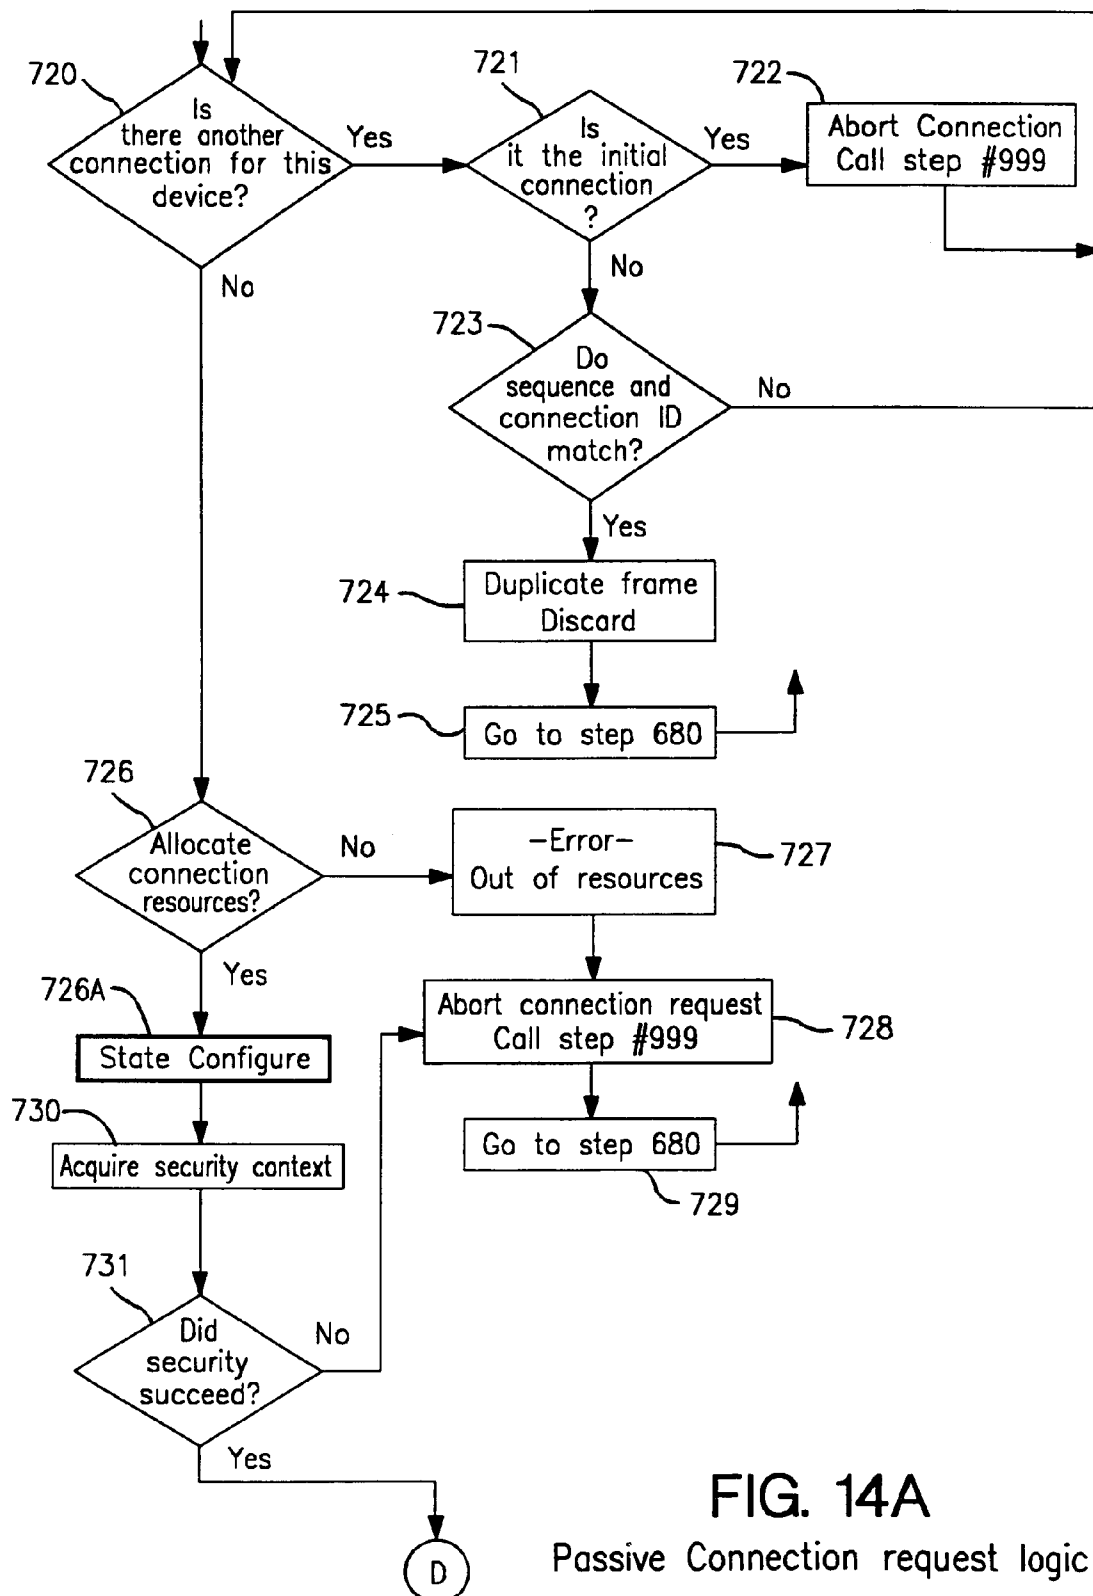 720
Is
there another
connection for this
device?
Yes
No
721
Is
it the initial
connection
?
Yes
No
722
Abort Connection
Call step #999
723
Do
sequence and
connection ID
match?
No
Yes
724
Duplicate frame
Discard
725
Go to step 680
726
Allocate
connection
resources?
No
Yes
-Error-
Out of resources
727
726A
State Configure
Abort connection request
Call step #999
728
730
Acquire security context
Go to step 680
729
731
Did
security
succeed?
No
Yes
D
FIG. 14A
Passive Connection request logic